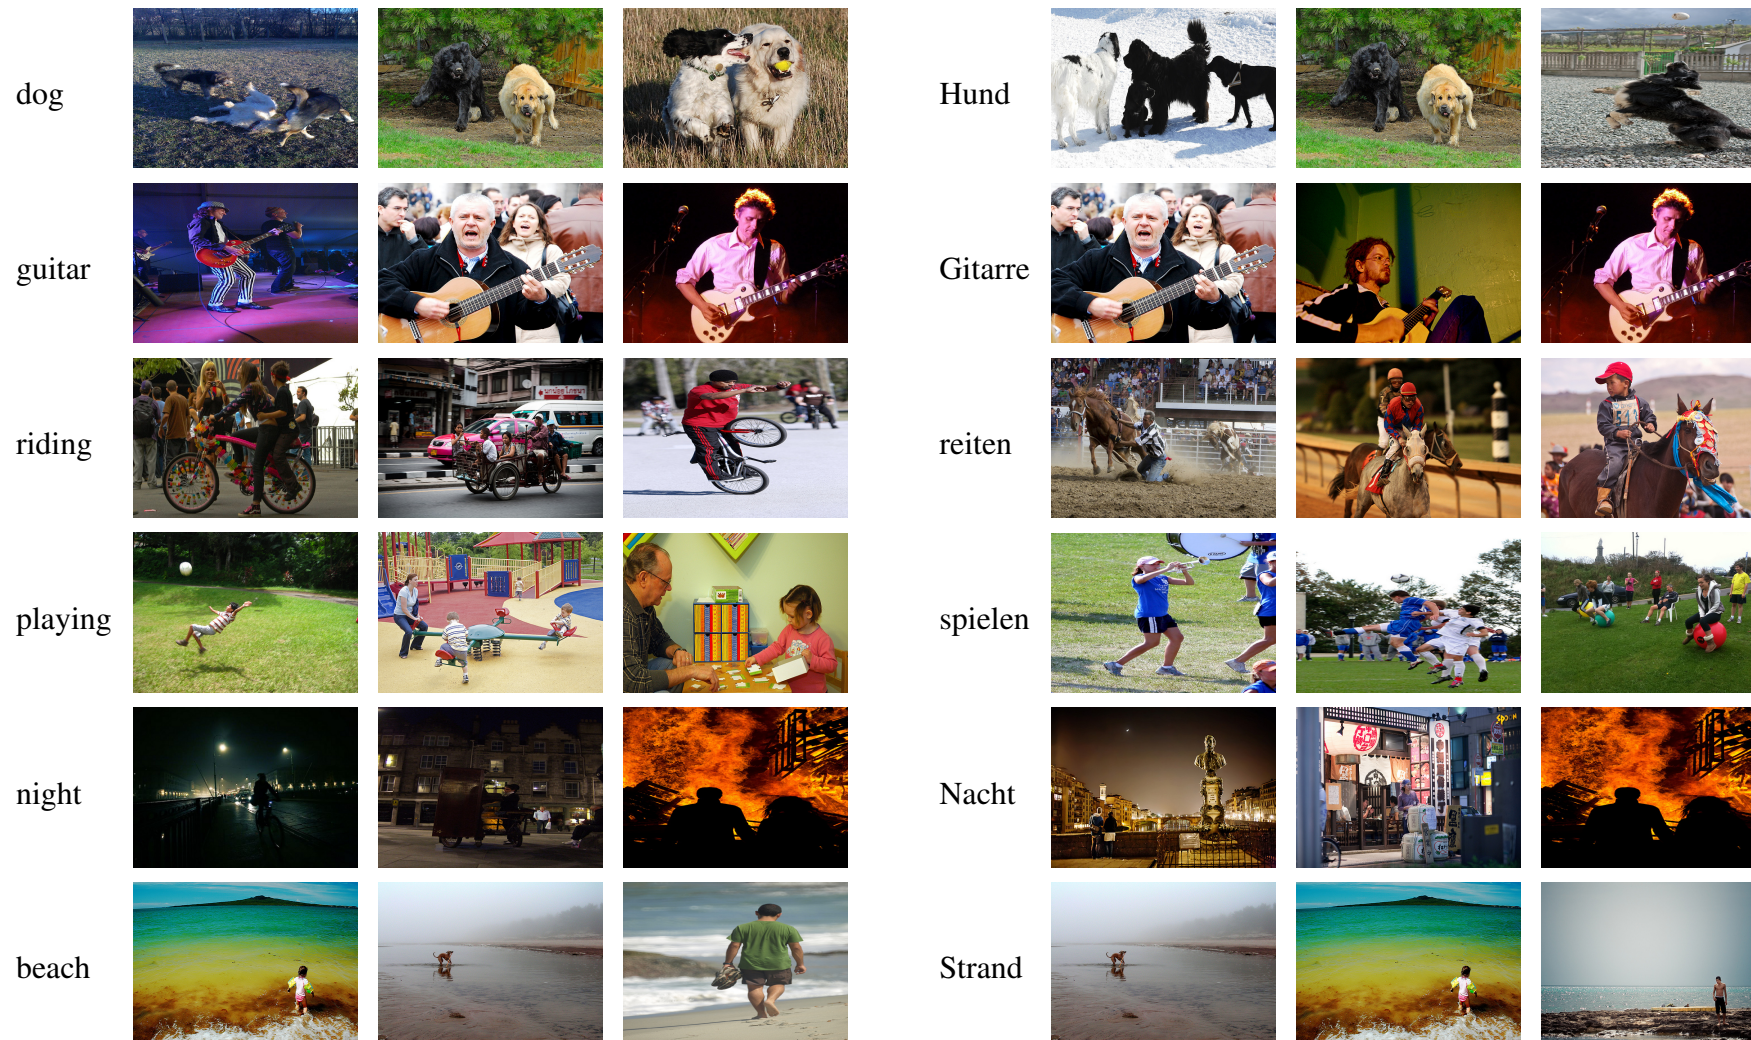 dog
Hund
guitar
Gitarre
riding
reiten
playing
spielen
night
Nacht
beach
Strand